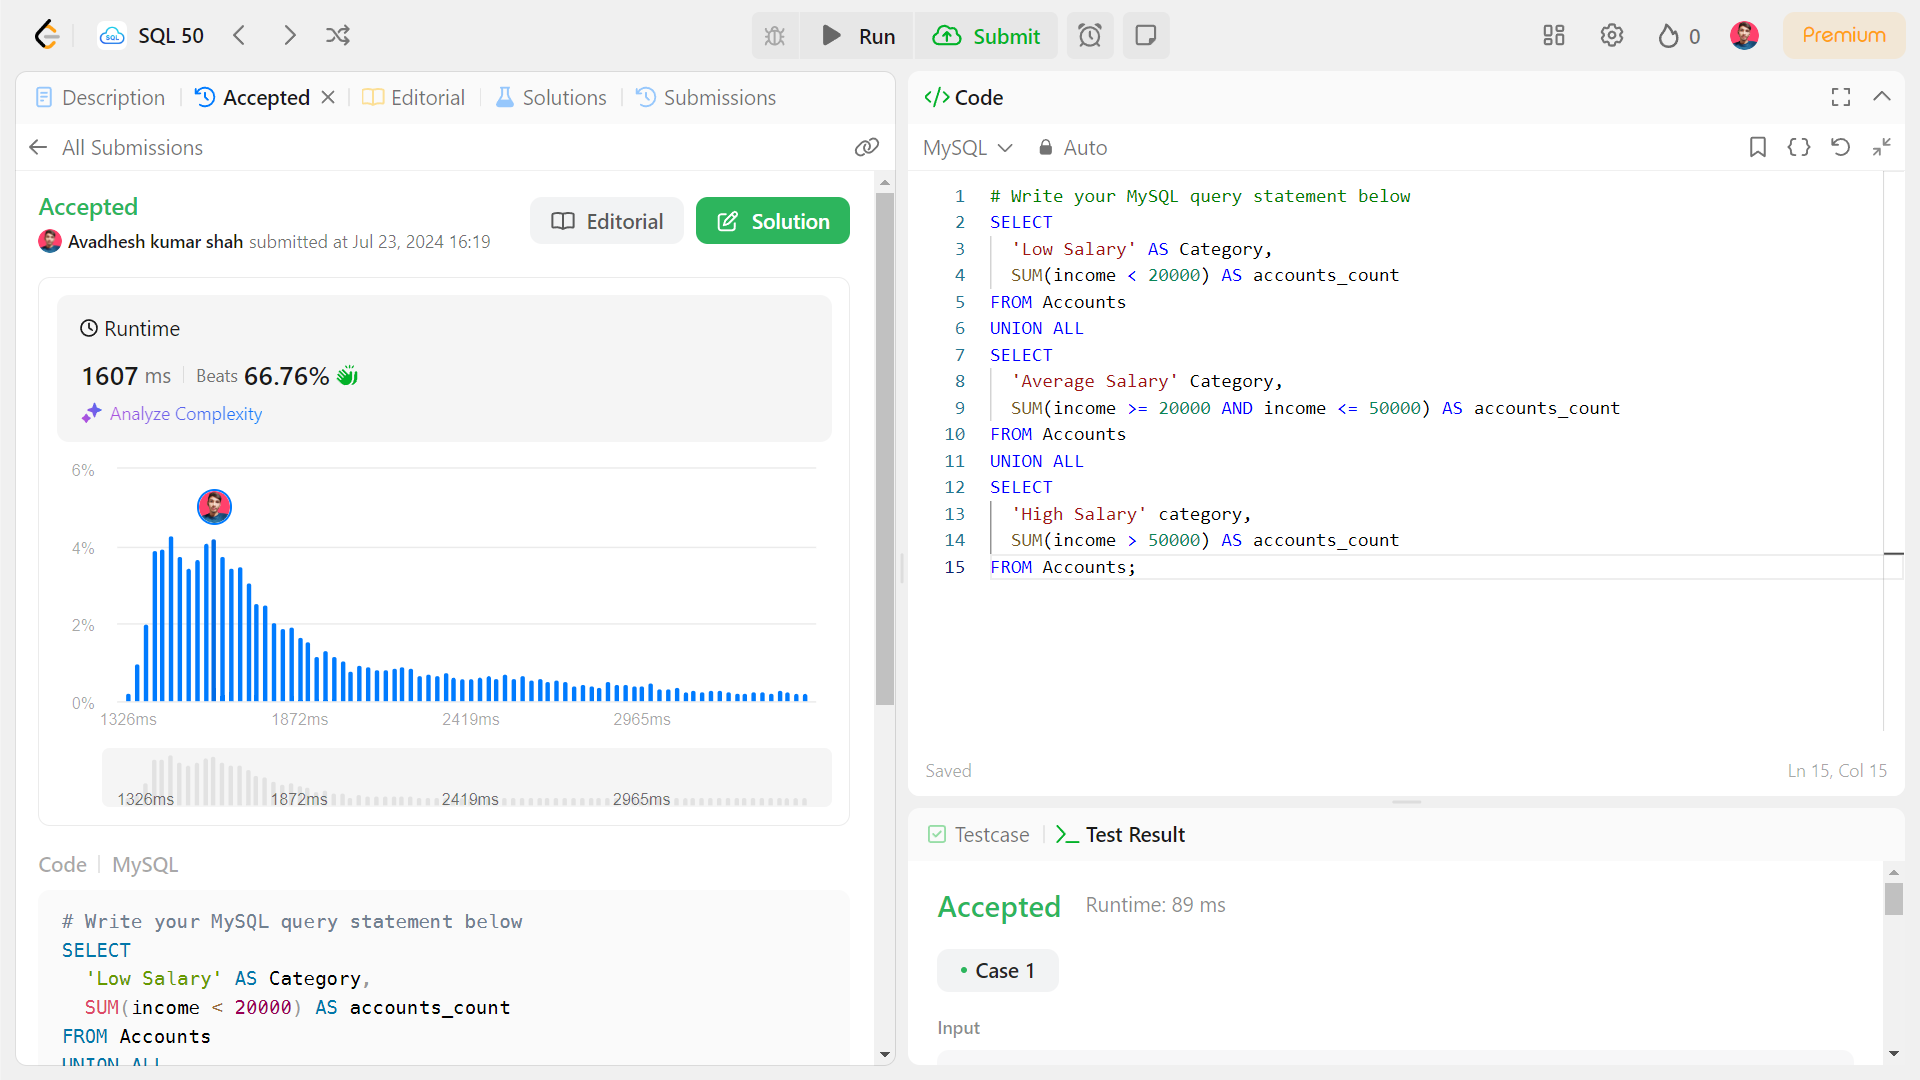 SQL 50
Run
Submit
0
Premium
Description
Accepted
Editorial
Solutions
Submissions
All Submissions
Accepted
Avadhesh kumar shah submitted at Jul 23, 2024 16:19
Editorial
Solution
Runtime
1607 ms
Beats 66.76%
Analyze Complexity
6%
4%
2%
0%
1326ms 1872ms 2419ms 2965ms
1326ms 1872ms 2419ms 2965ms
Code
MySQL
# Write your MySQL query statement below
SELECT
'Low Salary' AS Category,
SUM(income < 20000) AS accounts_count
FROM Accounts
UNION ALL
Code
MySQL
Auto
1 # Write your MySQL query statement below
2 SELECT
3 'Low Salary' AS Category,
4 SUM(income < 20000) AS accounts_count
5 FROM Accounts
6 UNION ALL
7 SELECT
8 'Average Salary' Category,
9 SUM(income >= 20000 AND income <= 50000) AS accounts_count
10 FROM Accounts
11 UNION ALL
12 SELECT
13 'High Salary' category,
14 SUM(income > 50000) AS accounts_count
15 FROM Accounts;
Saved
Ln 15, Col 15
Testcase
Test Result
Accepted
Runtime: 89 ms
• Case 1
Input